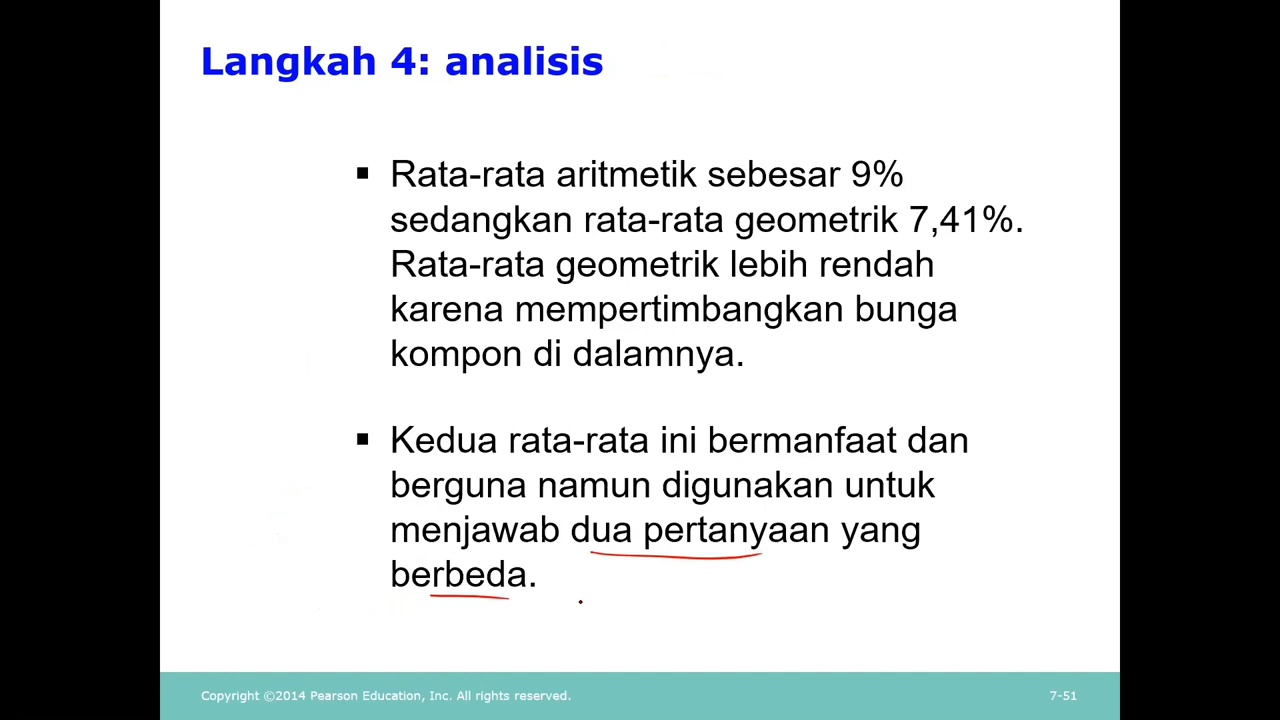 Langkah 4: analisis
▪ Rata-rata aritmetik sebesar 9%
sedangkan rata-rata geometrik 7,41%.
Rata-rata geometrik lebih rendah
karena mempertimbangkan bunga
kompon di dalamnya.
▪ Kedua rata-rata ini bermanfaat dan
berguna namun digunakan untuk
menjawab dua pertanyaan yang
berbeda.
Copyright ©2014 Pearson Education, Inc. All rights reserved.
7-51